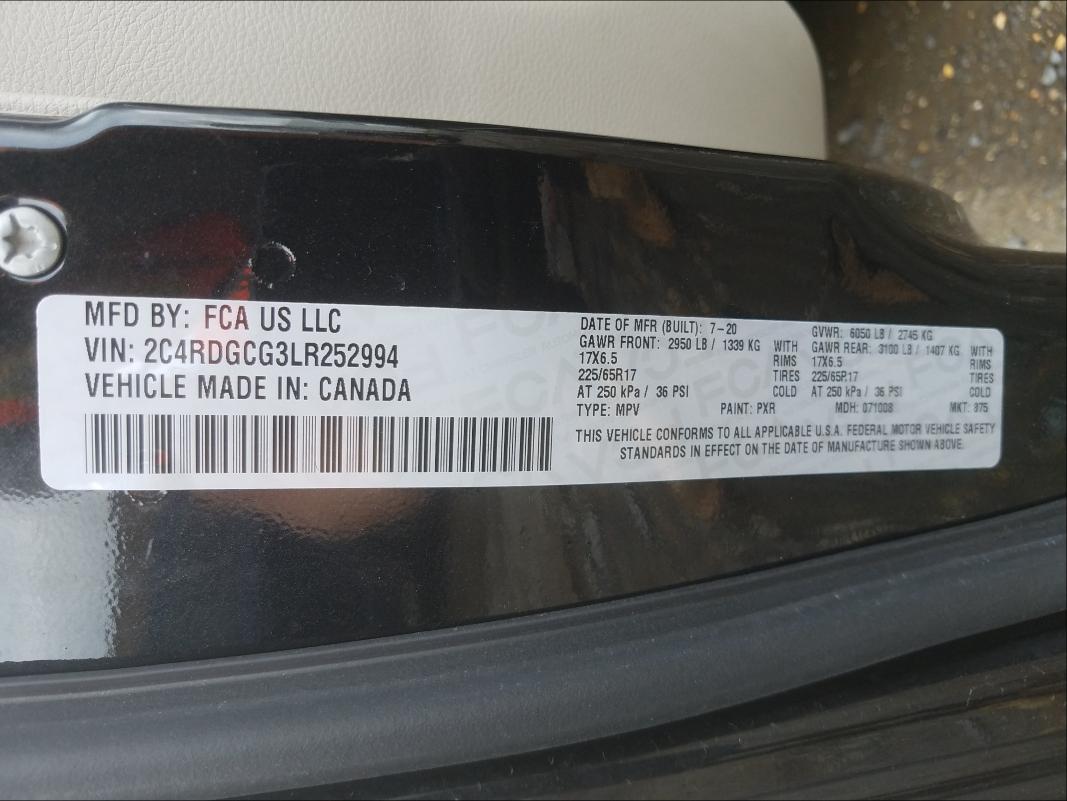 MFD BY: FCA US LLC
VIN: 2C4RDGCG3LR252994
VEHICLE MADE IN: CANADA
DATE OF MFR (BUILT): 7-20
GVWR: 6050 LB / 2745 KG
GAWR FRONT: 2950 LB / 1339 KG WITH
17X6.5 RIMS
225/65R17 TIRES
AT 250 kPa / 36 PSI COLD
GAWR REAR: 3100 LB / 1407 KG WITH
17X6.5 RIMS
225/65R17 TIRES
AT 250 kPa / 36 PSI COLD
TYPE: MPV PAINT: PXR MDH: 071008 MKT: 375
THIS VEHICLE CONFORMS TO ALL APPLICABLE U.S.A. FEDERAL MOTOR VEHICLE SAFETY
STANDARDS IN EFFECT ON THE DATE OF MANUFACTURE SHOWN ABOVE.